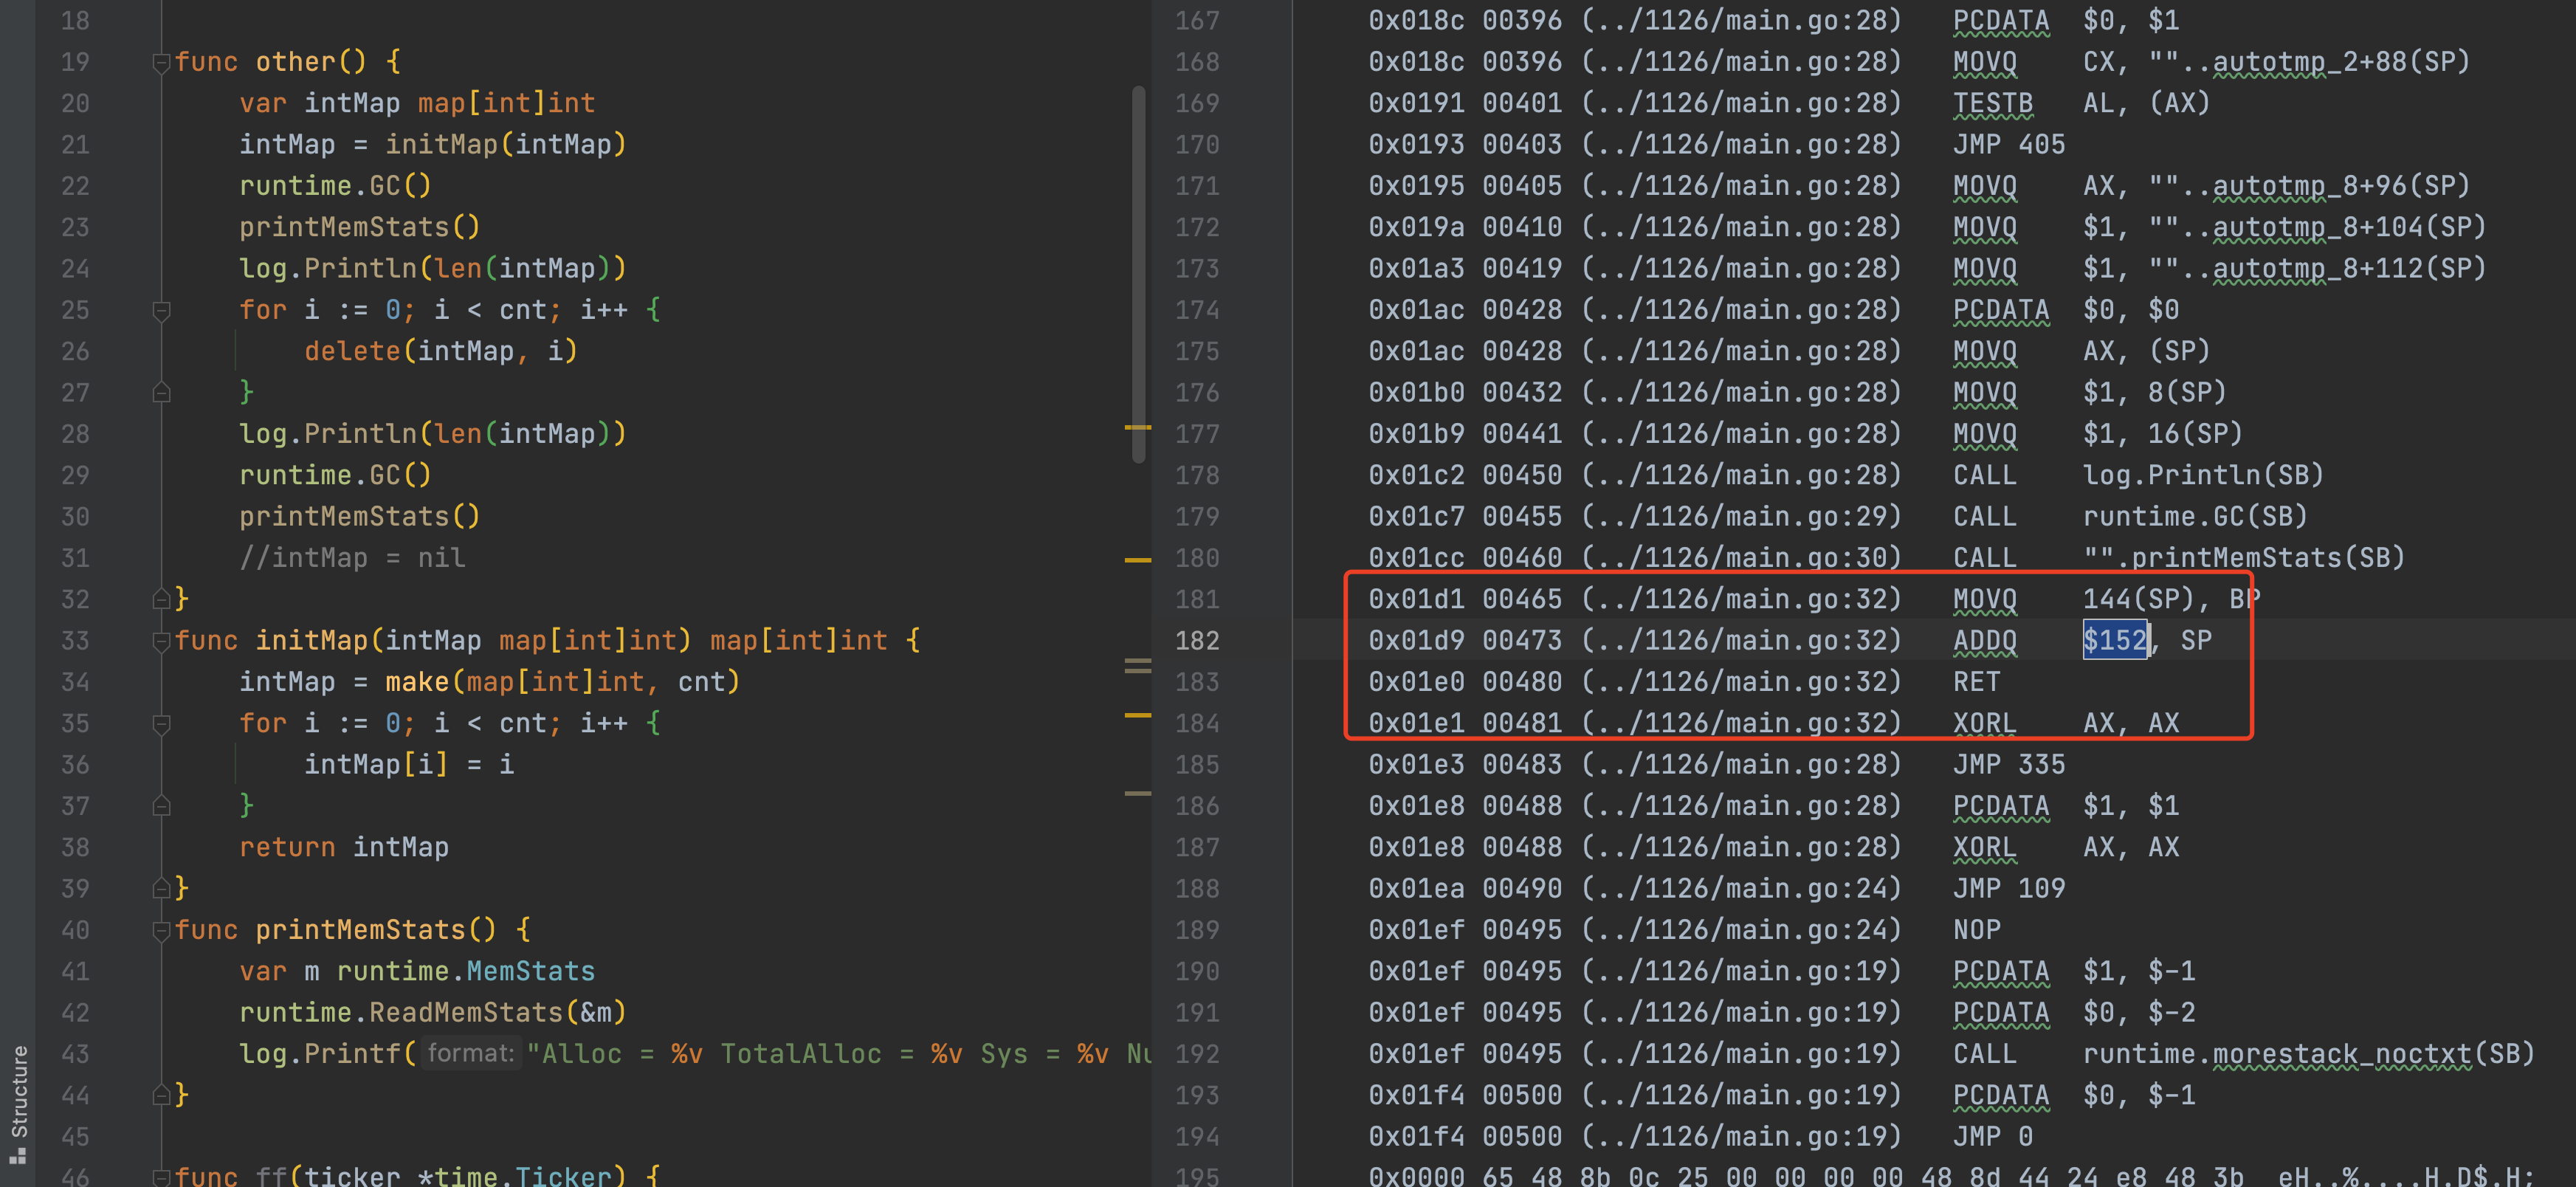 Structure
18
19 func other() {
20 var intMap map[int]int
21 intMap = initMap(intMap)
22 runtime.GC()
23 printMemStats()
24 log.Println(len(intMap))
25 for i := 0; i < cnt; i++ {
26 delete(intMap, i)
27 }
28 log.Println(len(intMap))
29 runtime.GC()
30 printMemStats()
31 //intMap = nil
32 }
33 func initMap(intMap map[int]int) map[int]int {
34 intMap = make(map[int]int, cnt)
35 for i := 0; i < cnt; i++ {
36 intMap[i] = i
37 }
38 return intMap
39 }
40 func printMemStats() {
41 var m runtime.MemStats
42 runtime.ReadMemStats(&m)
43 log.Printf( format: "Alloc = %v TotalAlloc = %v Sys = %v Nu
44 }
45
46 func ff(ticker *time.Ticker) {
167 0x018c 00396 (../1126/main.go:28) PCDATA $0, $1
168 0x018c 00396 (../1126/main.go:28) MOVQ CX, ""..autotmp_2+88(SP)
169 0x0191 00401 (../1126/main.go:28) TESTB AL, (AX)
170 0x0193 00403 (../1126/main.go:28) JMP 405
171 0x0195 00405 (../1126/main.go:28) MOVQ AX, ""..autotmp_8+96(SP)
172 0x019a 00410 (../1126/main.go:28) MOVQ $1, ""..autotmp_8+104(SP)
173 0x01a3 00419 (../1126/main.go:28) MOVQ $1, ""..autotmp_8+112(SP)
174 0x01ac 00428 (../1126/main.go:28) PCDATA $0, $0
175 0x01ac 00428 (../1126/main.go:28) MOVQ AX, (SP)
176 0x01b0 00432 (../1126/main.go:28) MOVQ $1, 8(SP)
177 0x01b9 00441 (../1126/main.go:28) MOVQ $1, 16(SP)
178 0x01c2 00450 (../1126/main.go:28) CALL log.Println(SB)
179 0x01c7 00455 (../1126/main.go:29) CALL runtime.GC(SB)
180 0x01cc 00460 (../1126/main.go:30) CALL "".printMemStats(SB)
181 0x01d1 00465 (../1126/main.go:32) MOVQ 144(SP), BP
182 0x01d9 00473 (../1126/main.go:32) ADDQ $152, SP
183 0x01e0 00480 (../1126/main.go:32) RET
184 0x01e1 00481 (../1126/main.go:32) XORL AX, AX
185 0x01e3 00483 (../1126/main.go:28) JMP 335
186 0x01e8 00488 (../1126/main.go:28) PCDATA $1, $1
187 0x01e8 00488 (../1126/main.go:28) XORL AX, AX
188 0x01ea 00490 (../1126/main.go:24) JMP 109
189 0x01ef 00495 (../1126/main.go:24) NOP
190 0x01ef 00495 (../1126/main.go:19) PCDATA $1, $-1
191 0x01ef 00495 (../1126/main.go:19) PCDATA $0, $-2
192 0x01ef 00495 (../1126/main.go:19) CALL runtime.morestack_noctxt(SB)
193 0x01f4 00500 (../1126/main.go:19) PCDATA $0, $-1
194 0x01f4 00500 (../1126/main.go:19) JMP 0
195 0x0000 65 48 8b 0c 25 00 00 00 00 48 8d 44 24 e8 48 3b eH..%....H.D$.H;